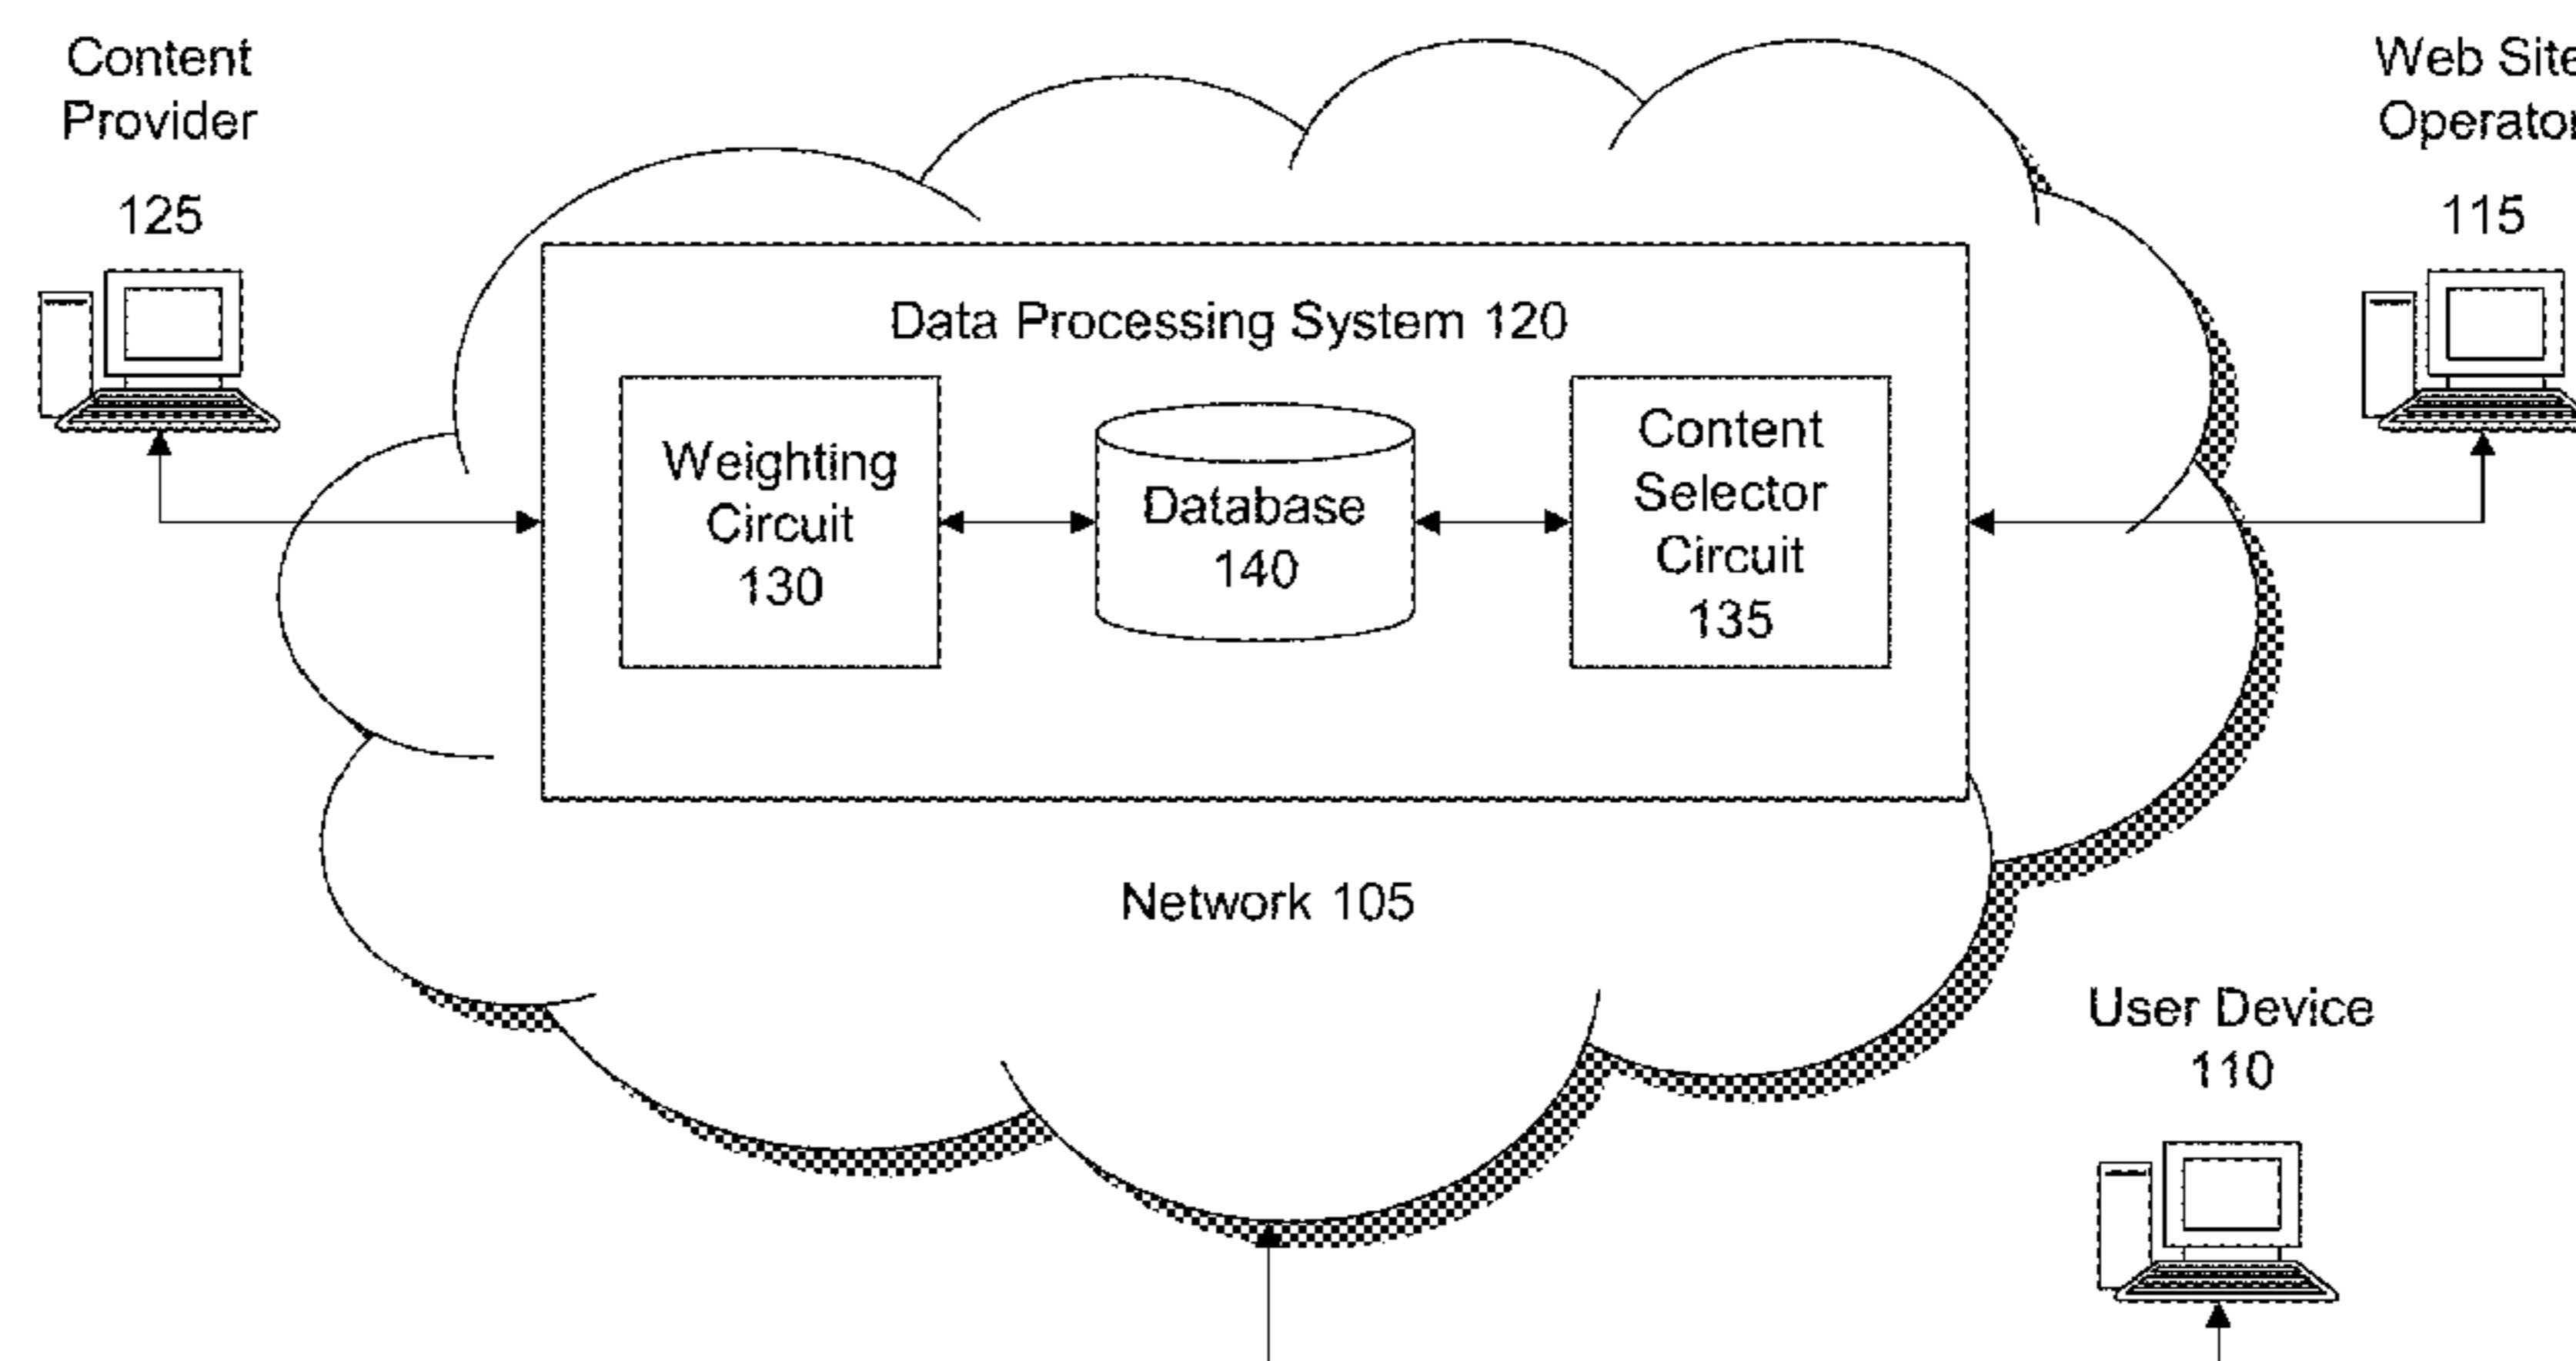 Content
Provider
125
Web Site
Operator
115
Data Processing System 120
Weighting
Circuit
130
Database
140
Content
Selector
Circuit
135
Network 105
User Device
110